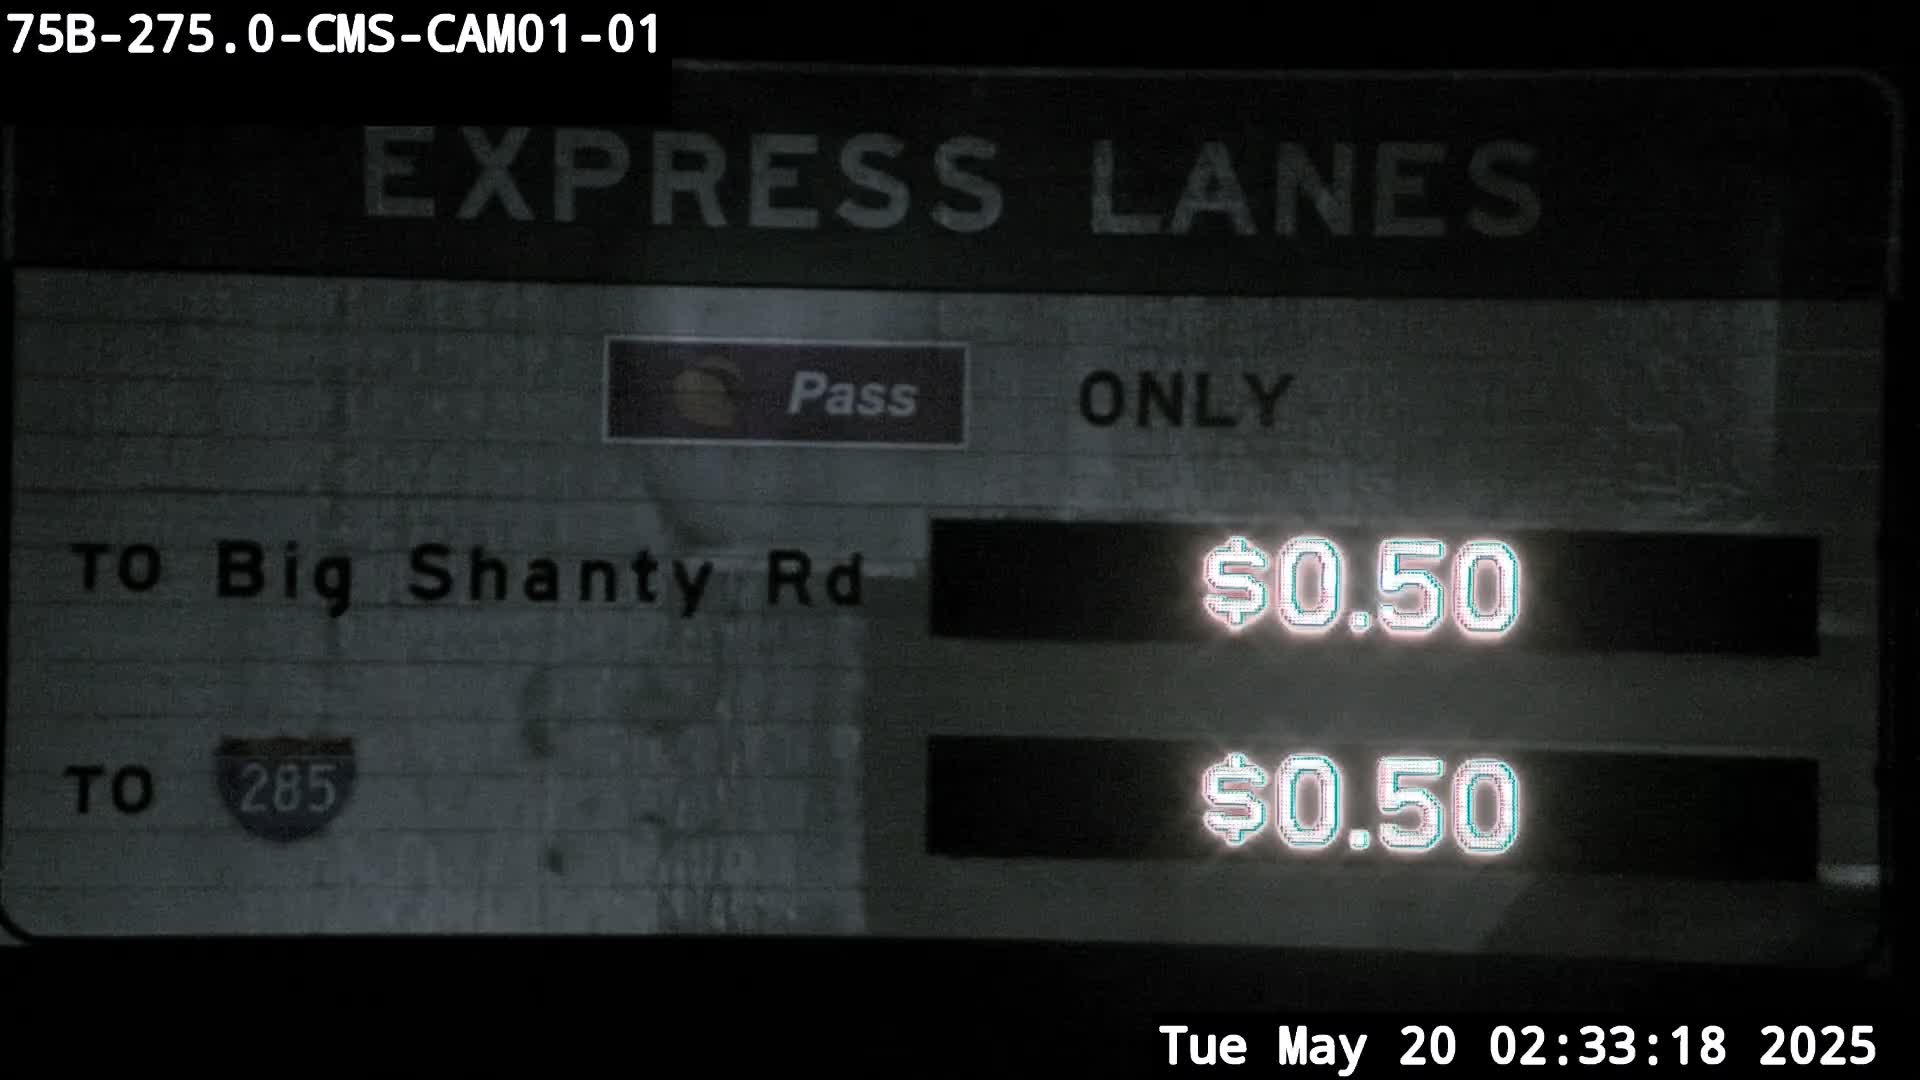 75B-275.0-CMS-CAM01-01
EXPRESS LANES
Pass ONLY
TO Big Shanty Rd $0.50
TO 285 $0.50
Tue May 20 02:33:18 2025